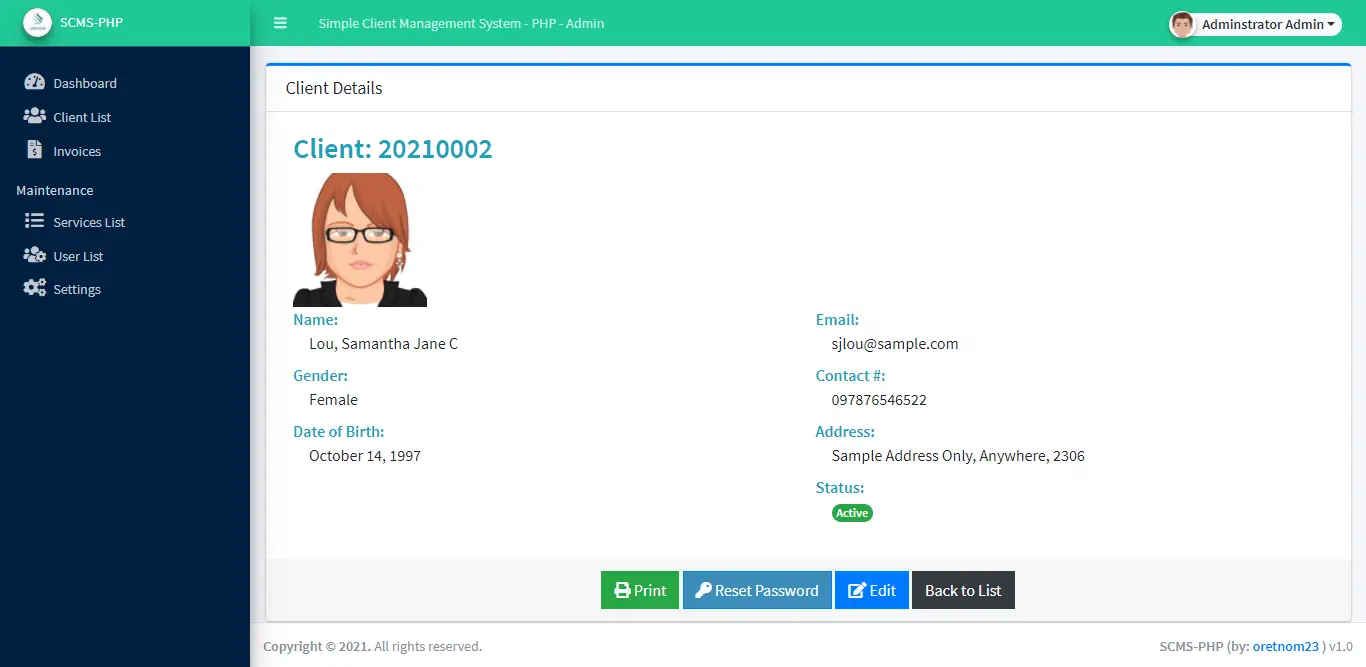 SCMS-PHP
Simple Client Management System - PHP - Admin
Adminstrator Admin
Dashboard
Client List
Invoices
Maintenance
Services List
User List
Settings
Client Details
Client: 20210002
Name:
Lou, Samantha Jane C
Gender:
Female
Date of Birth:
October 14, 1997
Email:
sjlou@sample.com
Contact #:
097876546522
Address:
Sample Address Only, Anywhere, 2306
Status:
Active
Print
Reset Password
Edit
Back to List
Copyright © 2021. All rights reserved.
SCMS-PHP (by: oretnom23 ) v1.0